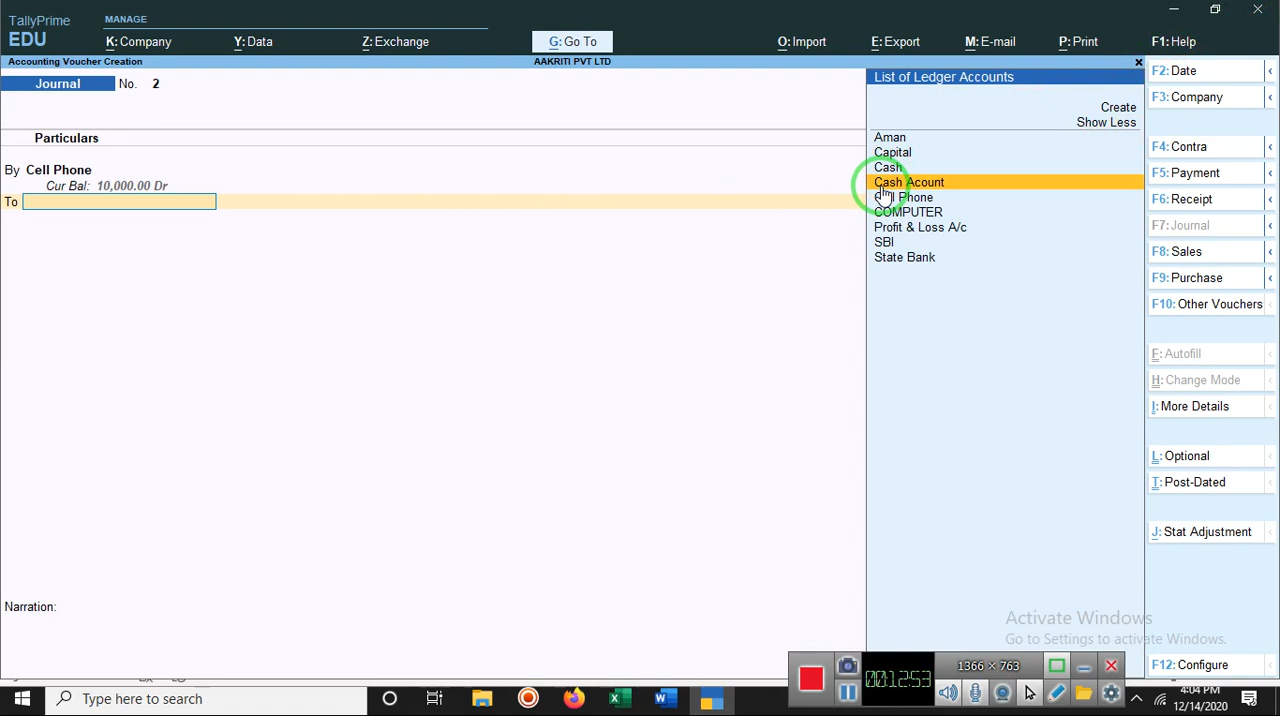 TallyPrime
EDU
MANAGE
K: Company
Y: Data
Z: Exchange
G: Go To
O: Import
E: Export
M: E-mail
P: Print
F1: Help
Accounting Voucher Creation
AAKRITI PVT LTD
Journal
No. 2
Particulars
By Cell Phone
Cur Bal: 10,000.00 Dr
To
Narration:
List of Ledger Accounts
Create
Show Less
Aman
Capital
Cash
Cash Acount
Phone
COMPUTER
Profit & Loss A/c
SBI
State Bank
F2: Date
F3: Company
F4: Contra
F5: Payment
F6: Receipt
F7: Journal
F8: Sales
F9: Purchase
F10: Other Vouchers
F: Autofill
H: Change Mode
I: More Details
L: Optional
T: Post-Dated
J: Stat Adjustment
Activate Windows
Go to Settings to activate Windows.
F12: Configure
00:12:53
1366 × 763
Type here to search
4:04 PM
12/14/2020